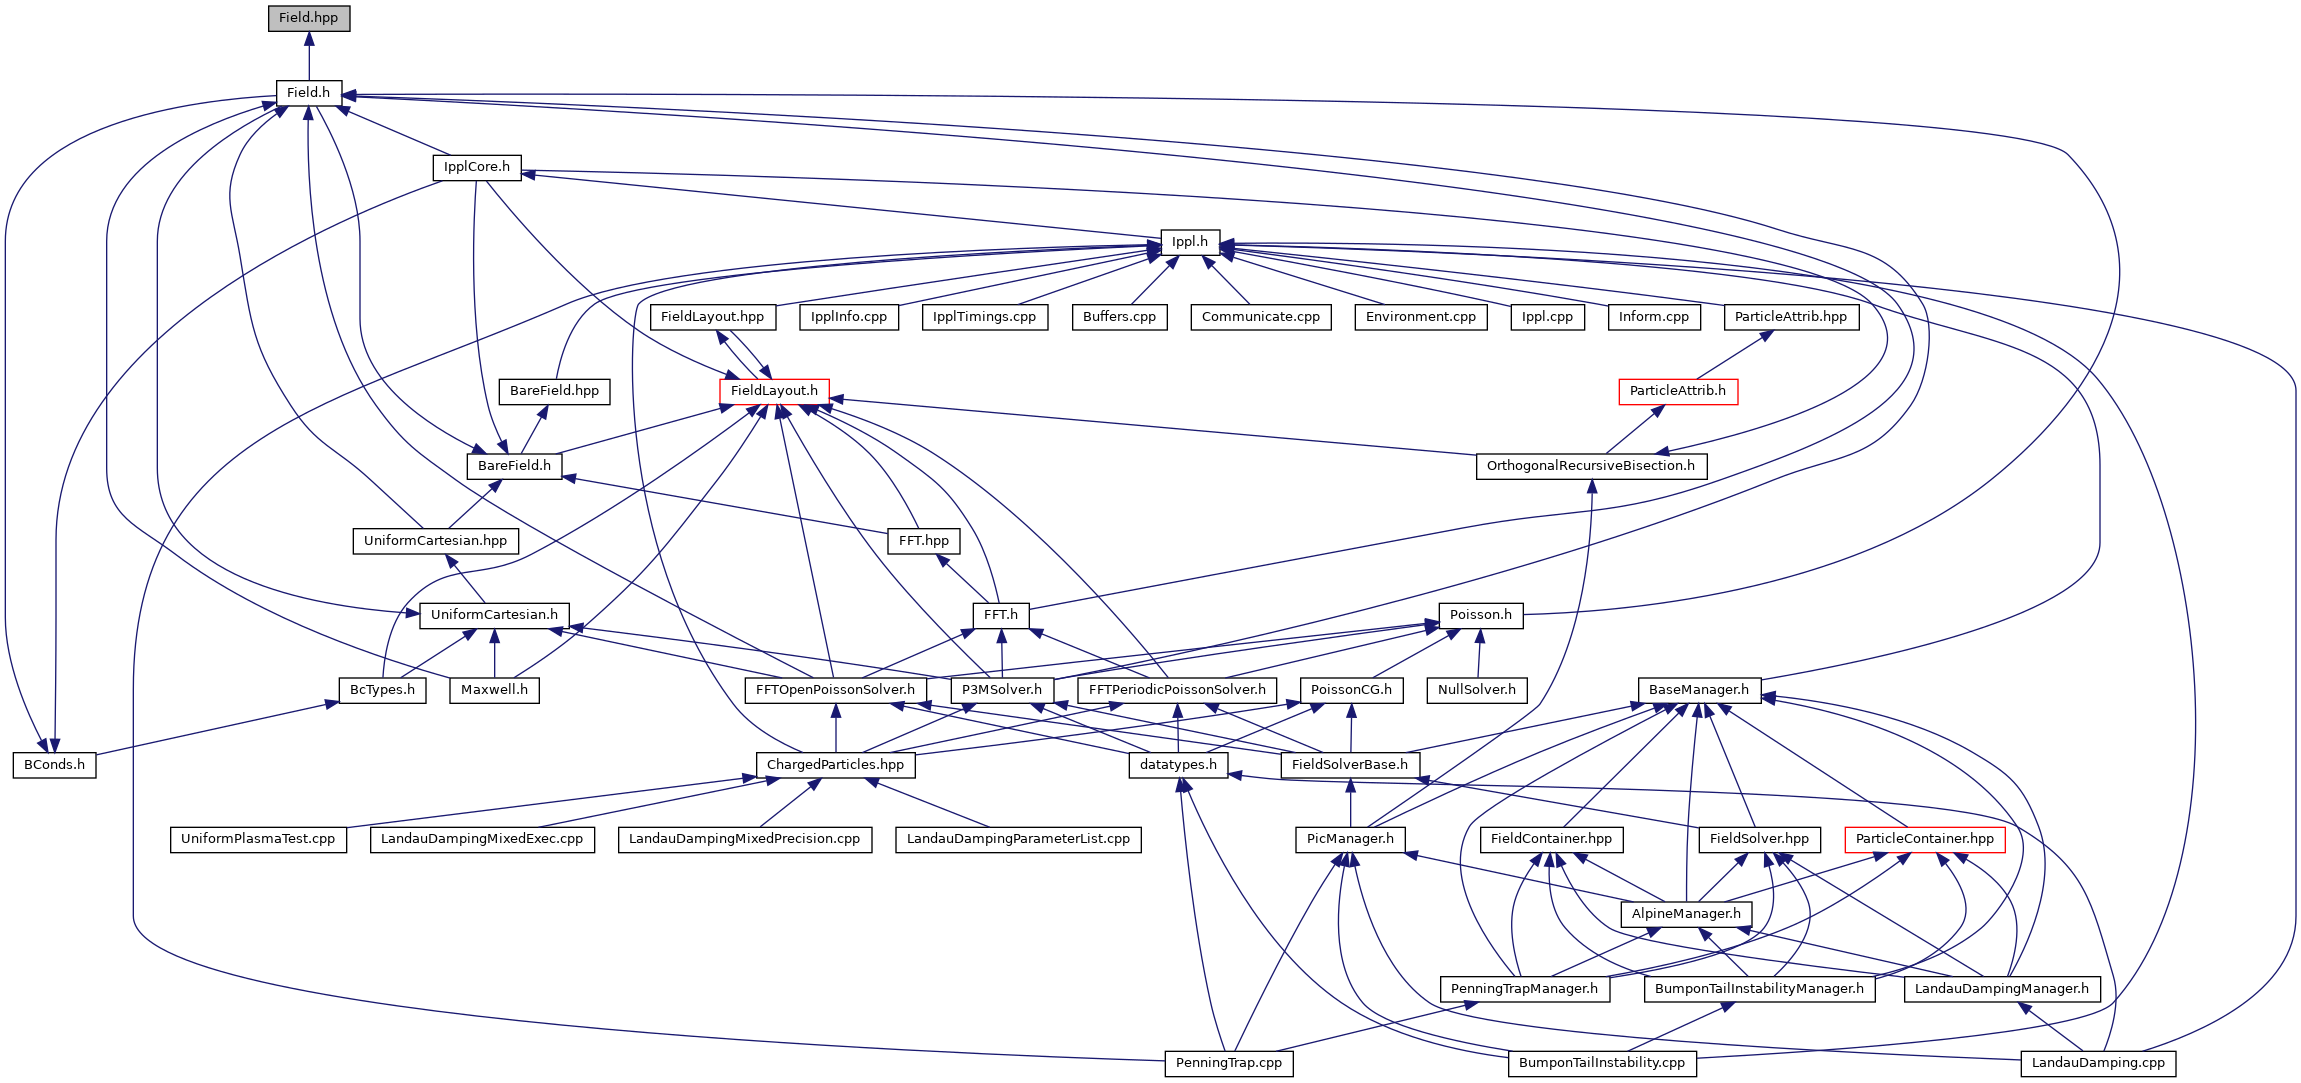 Field.hpp
Field.h
IpplCore.h
Ippl.h
FieldLayout.hpp
IpplInfo.cpp
IpplTimings.cpp
Buffers.cpp
Communicate.cpp
Environment.cpp
Ippl.cpp
Inform.cpp
ParticleAttrib.hpp
BareField.hpp
FieldLayout.h
ParticleAttrib.h
BareField.h
OrthogonalRecursiveBisection.h
UniformCartesian.hpp
FFT.hpp
UniformCartesian.h
FFT.h
Poisson.h
BcTypes.h
Maxwell.h
FFTOpenPoissonSolver.h
P3MSolver.h
FFTPeriodicPoissonSolver.h
PoissonCG.h
NullSolver.h
BaseManager.h
BConds.h
ChargedParticles.hpp
datatypes.h
FieldSolverBase.h
UniformPlasmaTest.cpp
LandauDampingMixedExec.cpp
LandauDampingMixedPrecision.cpp
LandauDampingParameterList.cpp
PicManager.h
FieldContainer.hpp
FieldSolver.hpp
ParticleContainer.hpp
AlpineManager.h
PenningTrapManager.h
BumponTailInstabilityManager.h
LandauDampingManager.h
PenningTrap.cpp
BumponTailInstability.cpp
LandauDamping.cpp